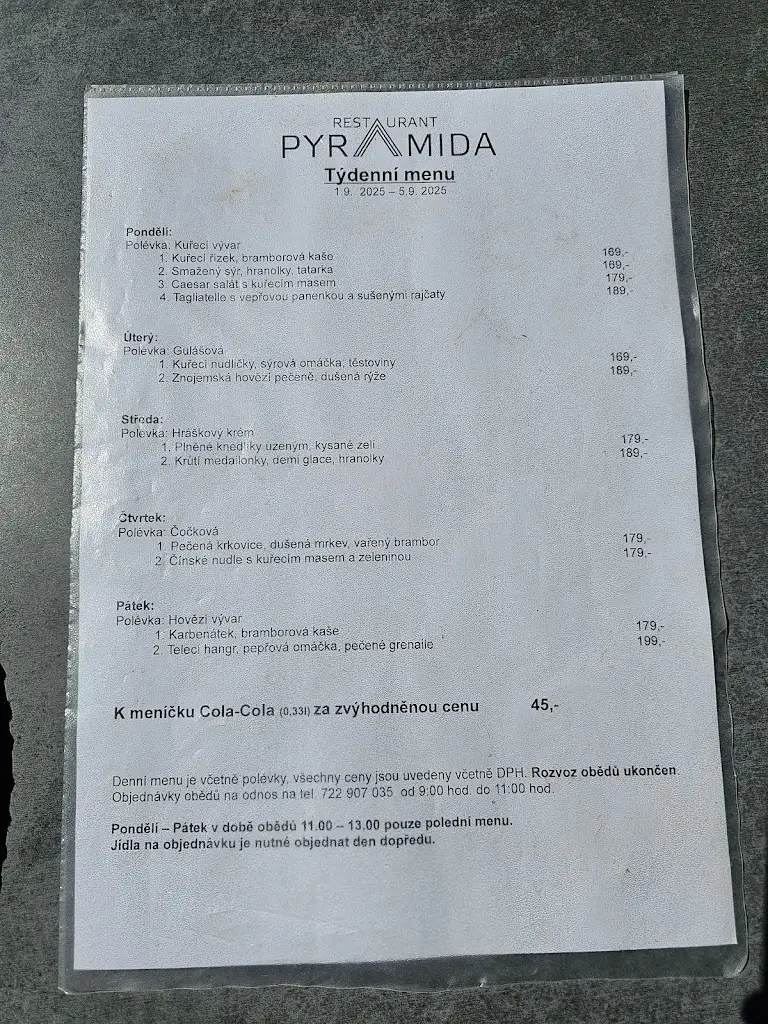 RESTAURANT
PYRAMIDA
Týdenní menu
1.9. 2025 – 5.9. 2025
Pondělí:
Polévka: Kuřecí vývar
1. Kuřecí řízek, bramborová kaše 169,-
2. Smažený sýr, hranolky, tatarka 169,-
3. Caesar salát s kuřecím masem 179,-
4. Tagliatelle s vepřovou panenkou a sušenými rajčaty 189,-
Úterý:
Polévka: Gulášová
1. Kuřecí nudličky, sýrová omáčka, těstoviny 169,-
2. Znojemská hovězí pečeně, dušená rýže 189,-
Středa:
Polévka: Hráškový krém
1. Plněné knedlíky uzeným, kysané zelí 179,-
2. Krůtí medailonky, demi glace, hranolky 189,-
Čtvrtek:
Polévka: Čočková
1. Pečená krkovice, dušená mrkev, vařený brambor 179,-
2. Čínské nudle s kuřecím masem a zeleninou 179,-
Pátek:
Polévka: Hovězí vývar
1. Karbenátek, bramborová kaše 179,-
2. Telecí hangr, pepřová omáčka, pečené grenaile 199,-
K meníčku Cola-Cola (0,33l) za zvýhodněnou cenu 45,-
Denní menu je včetně polévky, všechny ceny jsou uvedeny včetně DPH. Rozvoz obědů ukončen.
Objednávky obědů na odnos na tel. 722 907 035 od 9:00 hod. do 11:00 hod.
Pondělí – Pátek v době obědů 11.00 – 13.00 pouze polední menu.
Jídla na objednávku je nutné objednat den dopředu.